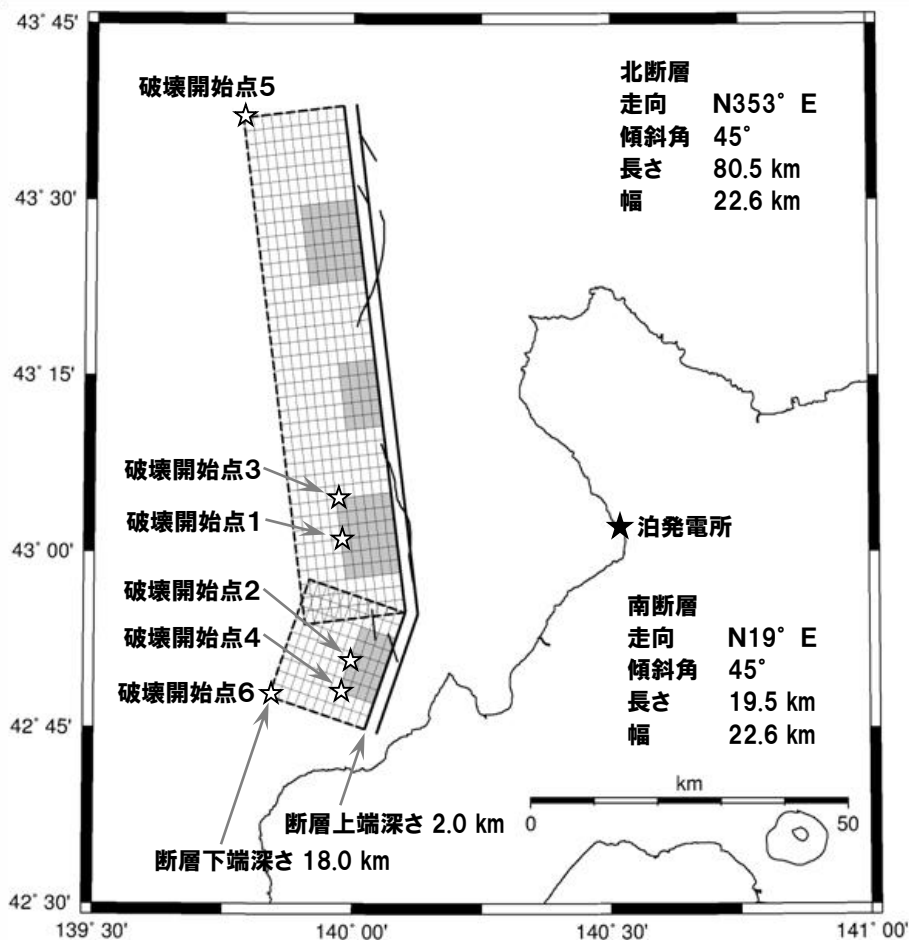 43° 45'
43° 30'
43° 15'
43° 00'
42° 45'
42° 30'
139° 30'
140° 00'
140° 30'
141° 00'
破壊開始点5
北断層
走向 N353° E
傾斜角 45°
長さ 80.5 km
幅 22.6 km
破壊開始点3
破壊開始点1
泊発電所
破壊開始点2
破壊開始点4
破壊開始点6
南断層
走向 N19° E
傾斜角 45°
長さ 19.5 km
幅 22.6 km
km
0 50
断層上端深さ 2.0 km
断層下端深さ 18.0 km